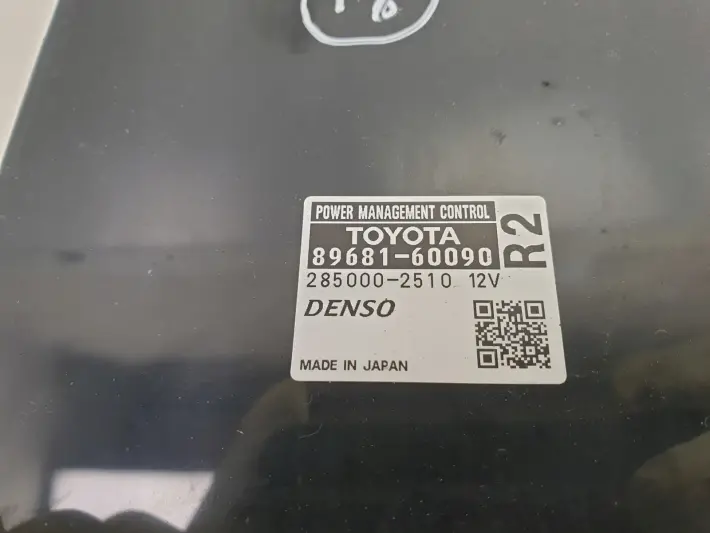 POWER MANAGEMENT CONTROL
TOYOTA
89681-60090
R2
285000-2510 12V
DENSO
MADE IN JAPAN